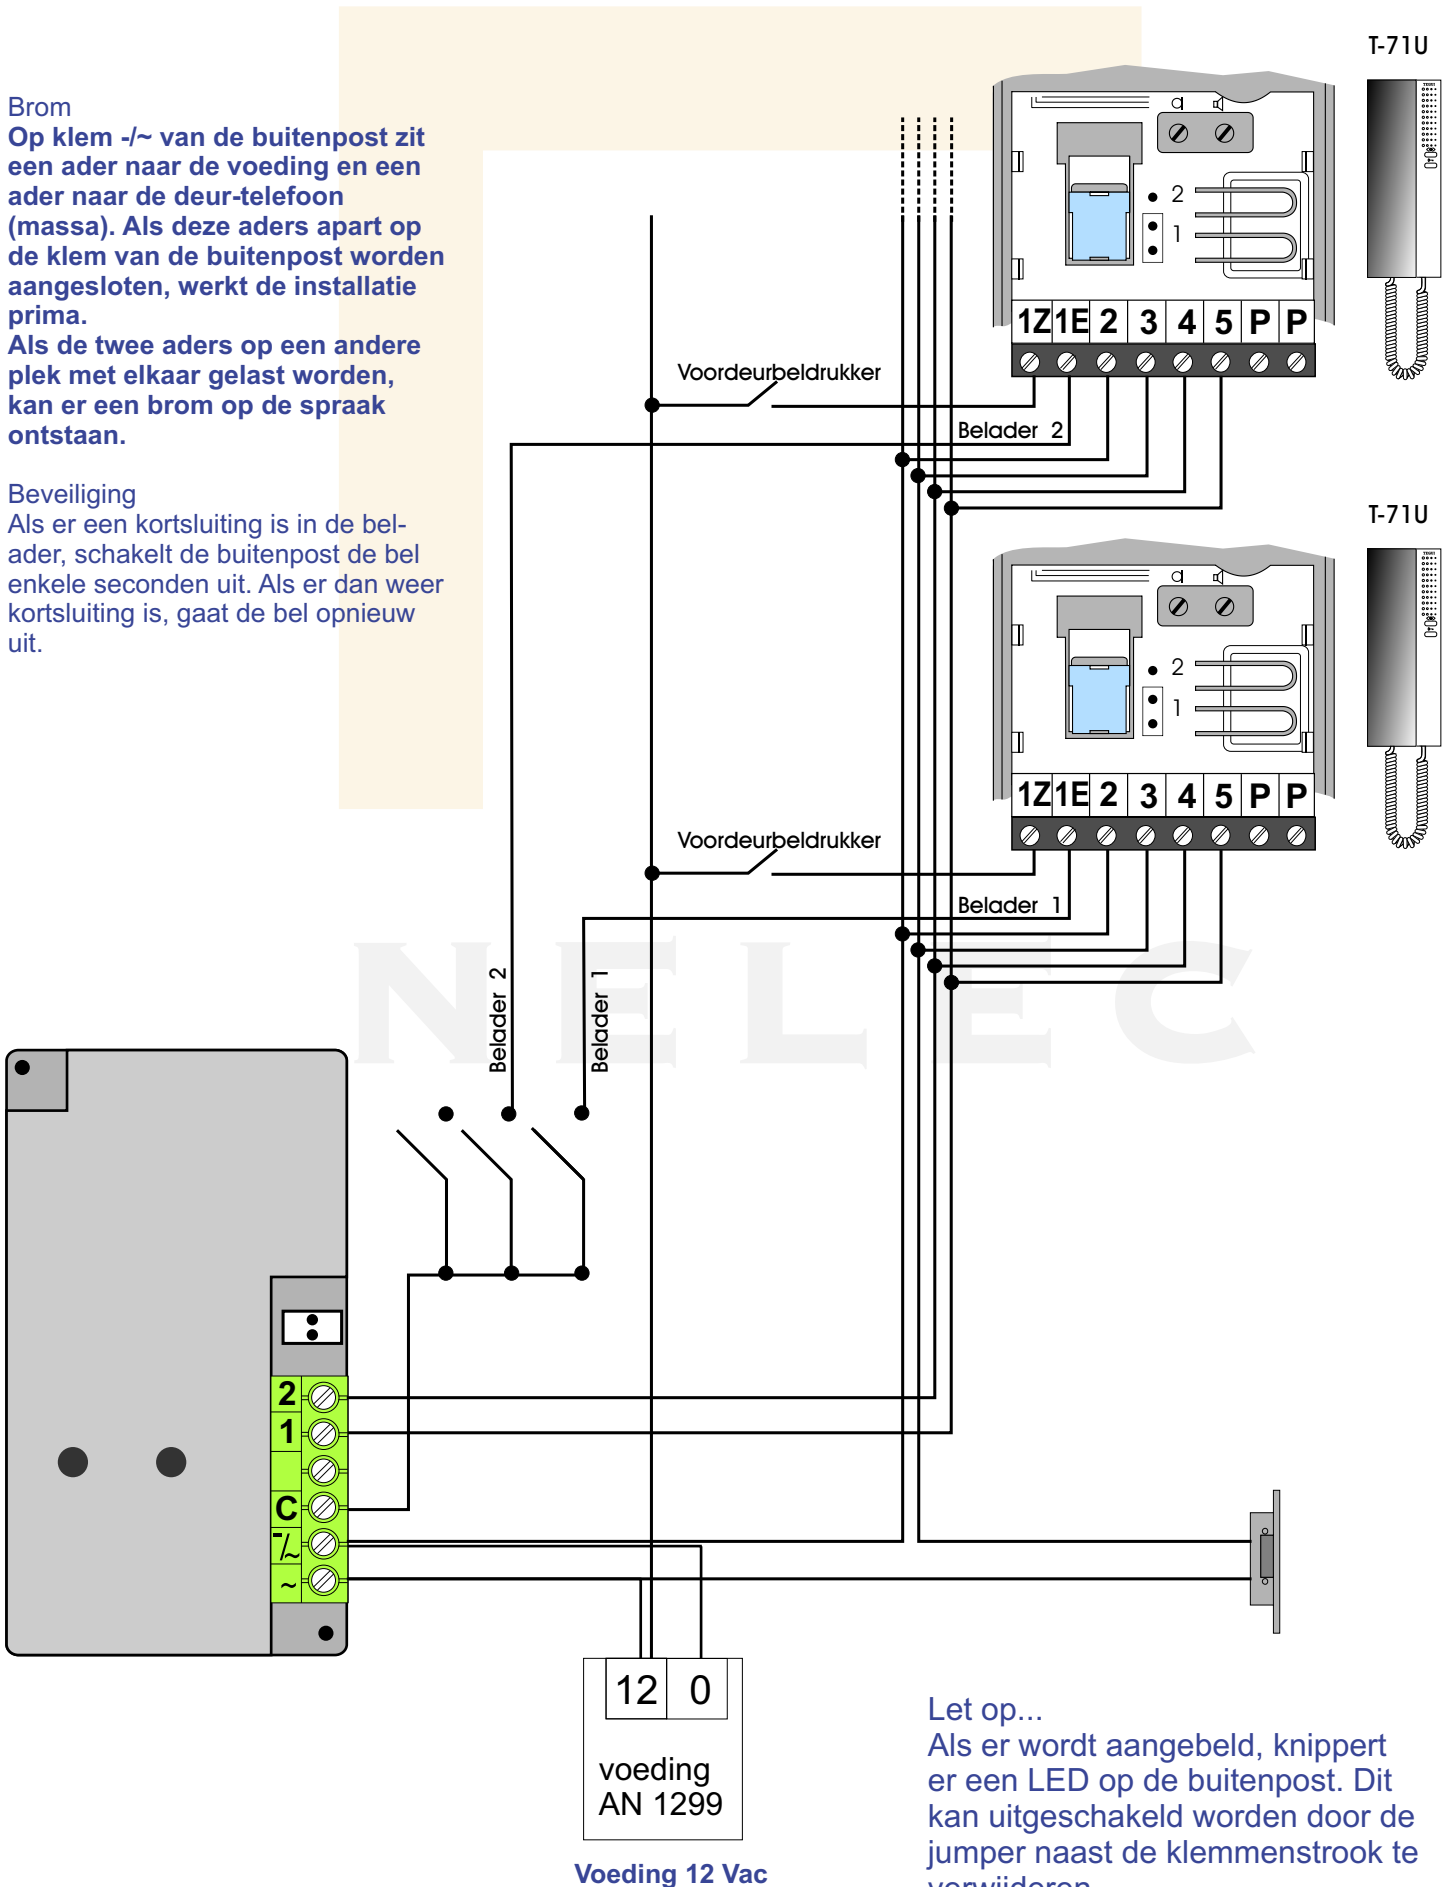 T-71U
Brom
Op klem -/~ van de buitenpost zit
een ader naar de voeding en een
ader naar de deur-telefoon
(massa). Als deze aders apart op
de klem van de buitenpost worden
aangesloten, werkt de installatie
prima.
Als de twee aders op een andere
plek met elkaar gelast worden,
kan er een brom op de spraak
ontstaan.
Beveiliging
Als er een kortsluiting is in de bel-
ader, schakelt de buitenpost de bel
enkele seconden uit. Als er dan weer
kortsluiting is, gaat de bel opnieuw
uit.
2
1
1Z 1E 2 3 4 5 P P
Voordeurbeldrukker
Belader 2
T-71U
2
1
1Z 1E 2 3 4 5 P P
Voordeurbeldrukker
Belader 1
NELEC
Belader 2
Belader 1
2
1
C
-/~
~
12 0
voeding
AN 1299
Voeding 12 Vac
Let op...
Als er wordt aangebeld, knippert
er een LED op de buitenpost. Dit
kan uitgeschakeld worden door de
jumper naast de klemmenstrook te
verwijderen